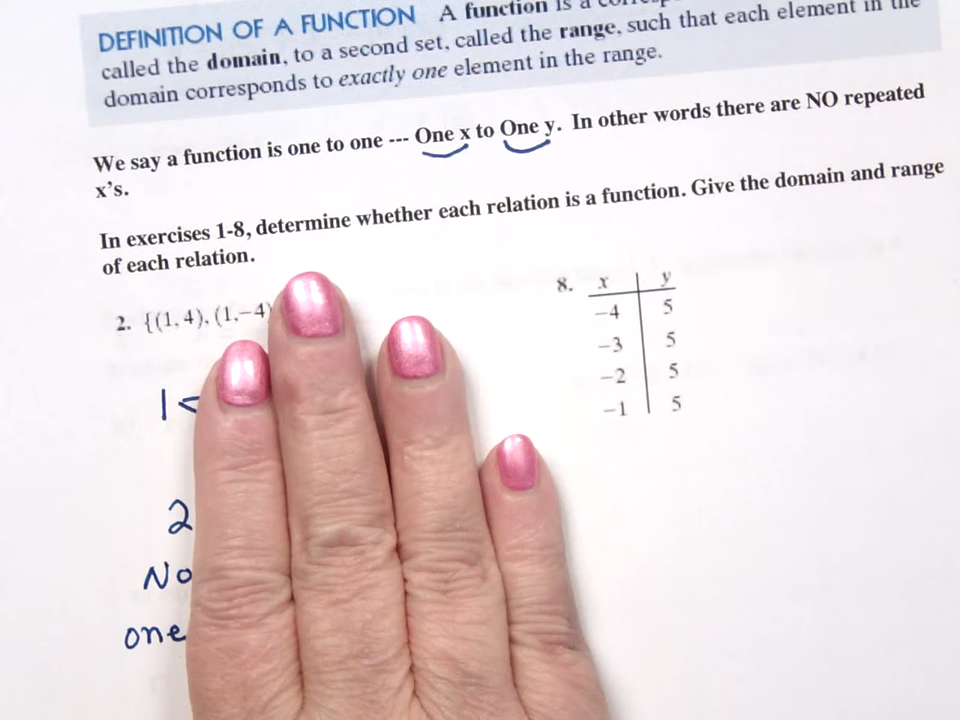 DEFINITION OF A FUNCTION A function is a
called the domain, to a second set, called the range, such that each element in the
domain corresponds to exactly one element in the range.
We say a function is one to one --- One x to One y. In other words there are NO repeated
x's.
In exercises 1-8, determine whether each relation is a function. Give the domain and range
of each relation.
2. {(1, 4), (1,−4)
8. x y
−4 5
−3 5
−2 5
−1 5
1
2
No
one